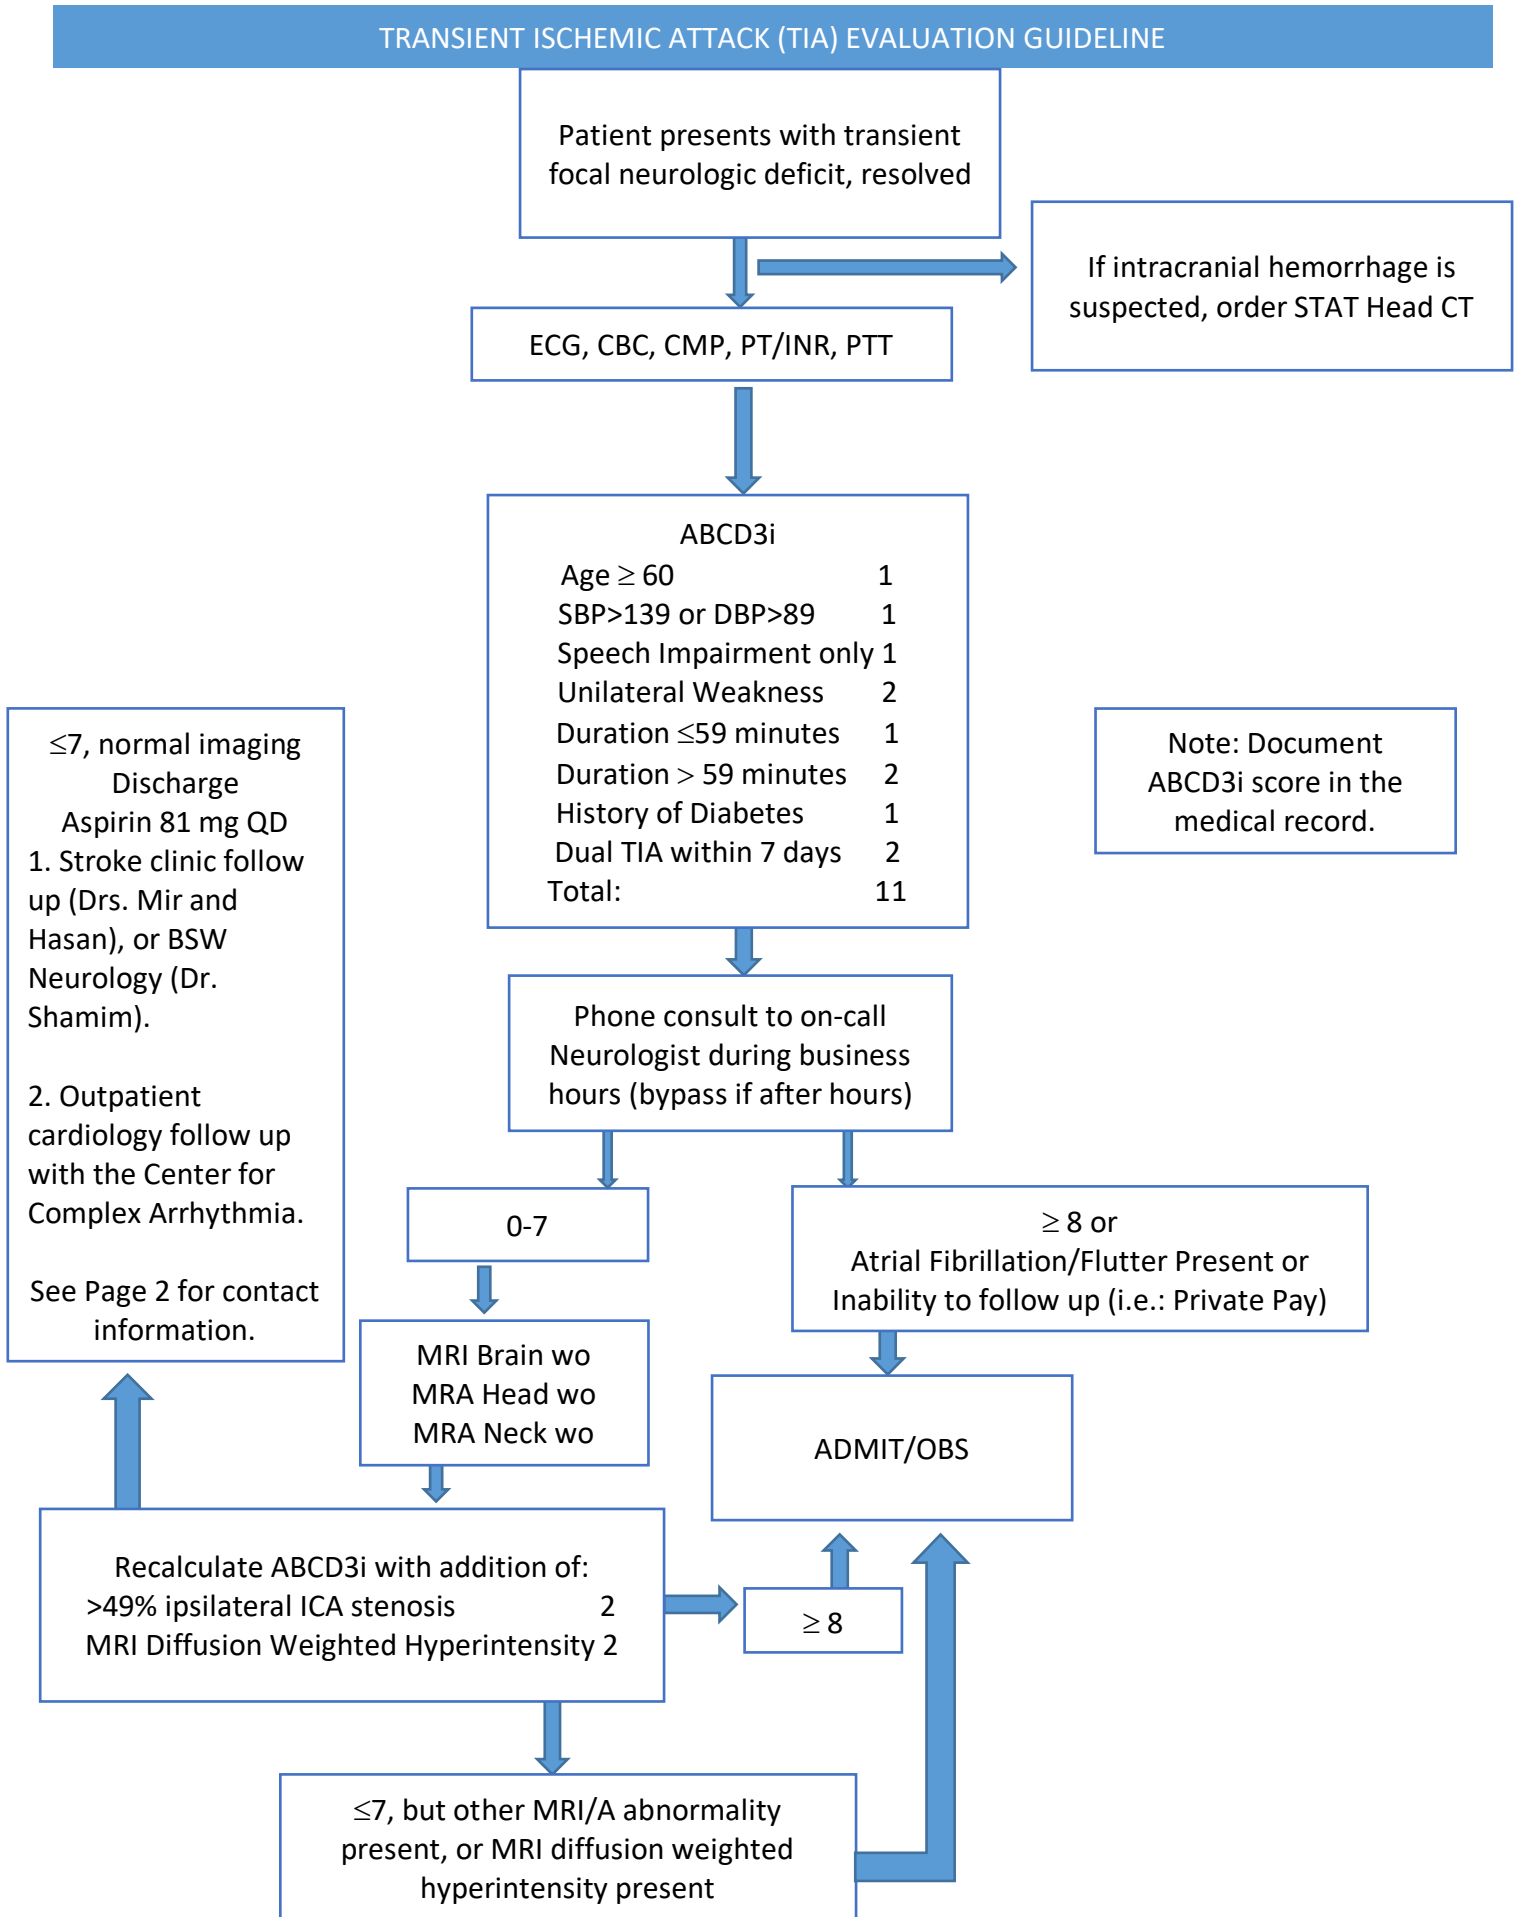 TRANSIENT ISCHEMIC ATTACK (TIA) EVALUATION GUIDELINE
Patient presents with transient
focal neurologic deficit, resolved
If intracranial hemorrhage is
suspected, order STAT Head CT
ECG, CBC, CMP, PT/INR, PTT
ABCD3i
Age ≥ 60 1
SBP>139 or DBP>89 1
Speech Impairment only 1
Unilateral Weakness 2
Duration ≤59 minutes 1
Duration > 59 minutes 2
History of Diabetes 1
Dual TIA within 7 days 2
Total: 11
Note: Document
ABCD3i score in the
medical record.
Phone consult to on-call
Neurologist during business
hours (bypass if after hours)
0-7
≥ 8 or
Atrial Fibrillation/Flutter Present or
Inability to follow up (i.e.: Private Pay)
MRI Brain wo
MRA Head wo
MRA Neck wo
ADMIT/OBS
Recalculate ABCD3i with addition of:
>49% ipsilateral ICA stenosis 2
MRI Diffusion Weighted Hyperintensity 2
≥ 8
≤7, but other MRI/A abnormality
present, or MRI diffusion weighted
hyperintensity present
≤7, normal imaging
Discharge
Aspirin 81 mg QD
1. Stroke clinic follow
up (Drs. Mir and
Hasan), or BSW
Neurology (Dr.
Shamim).
2. Outpatient
cardiology follow up
with the Center for
Complex Arrhythmia.
See Page 2 for contact
information.